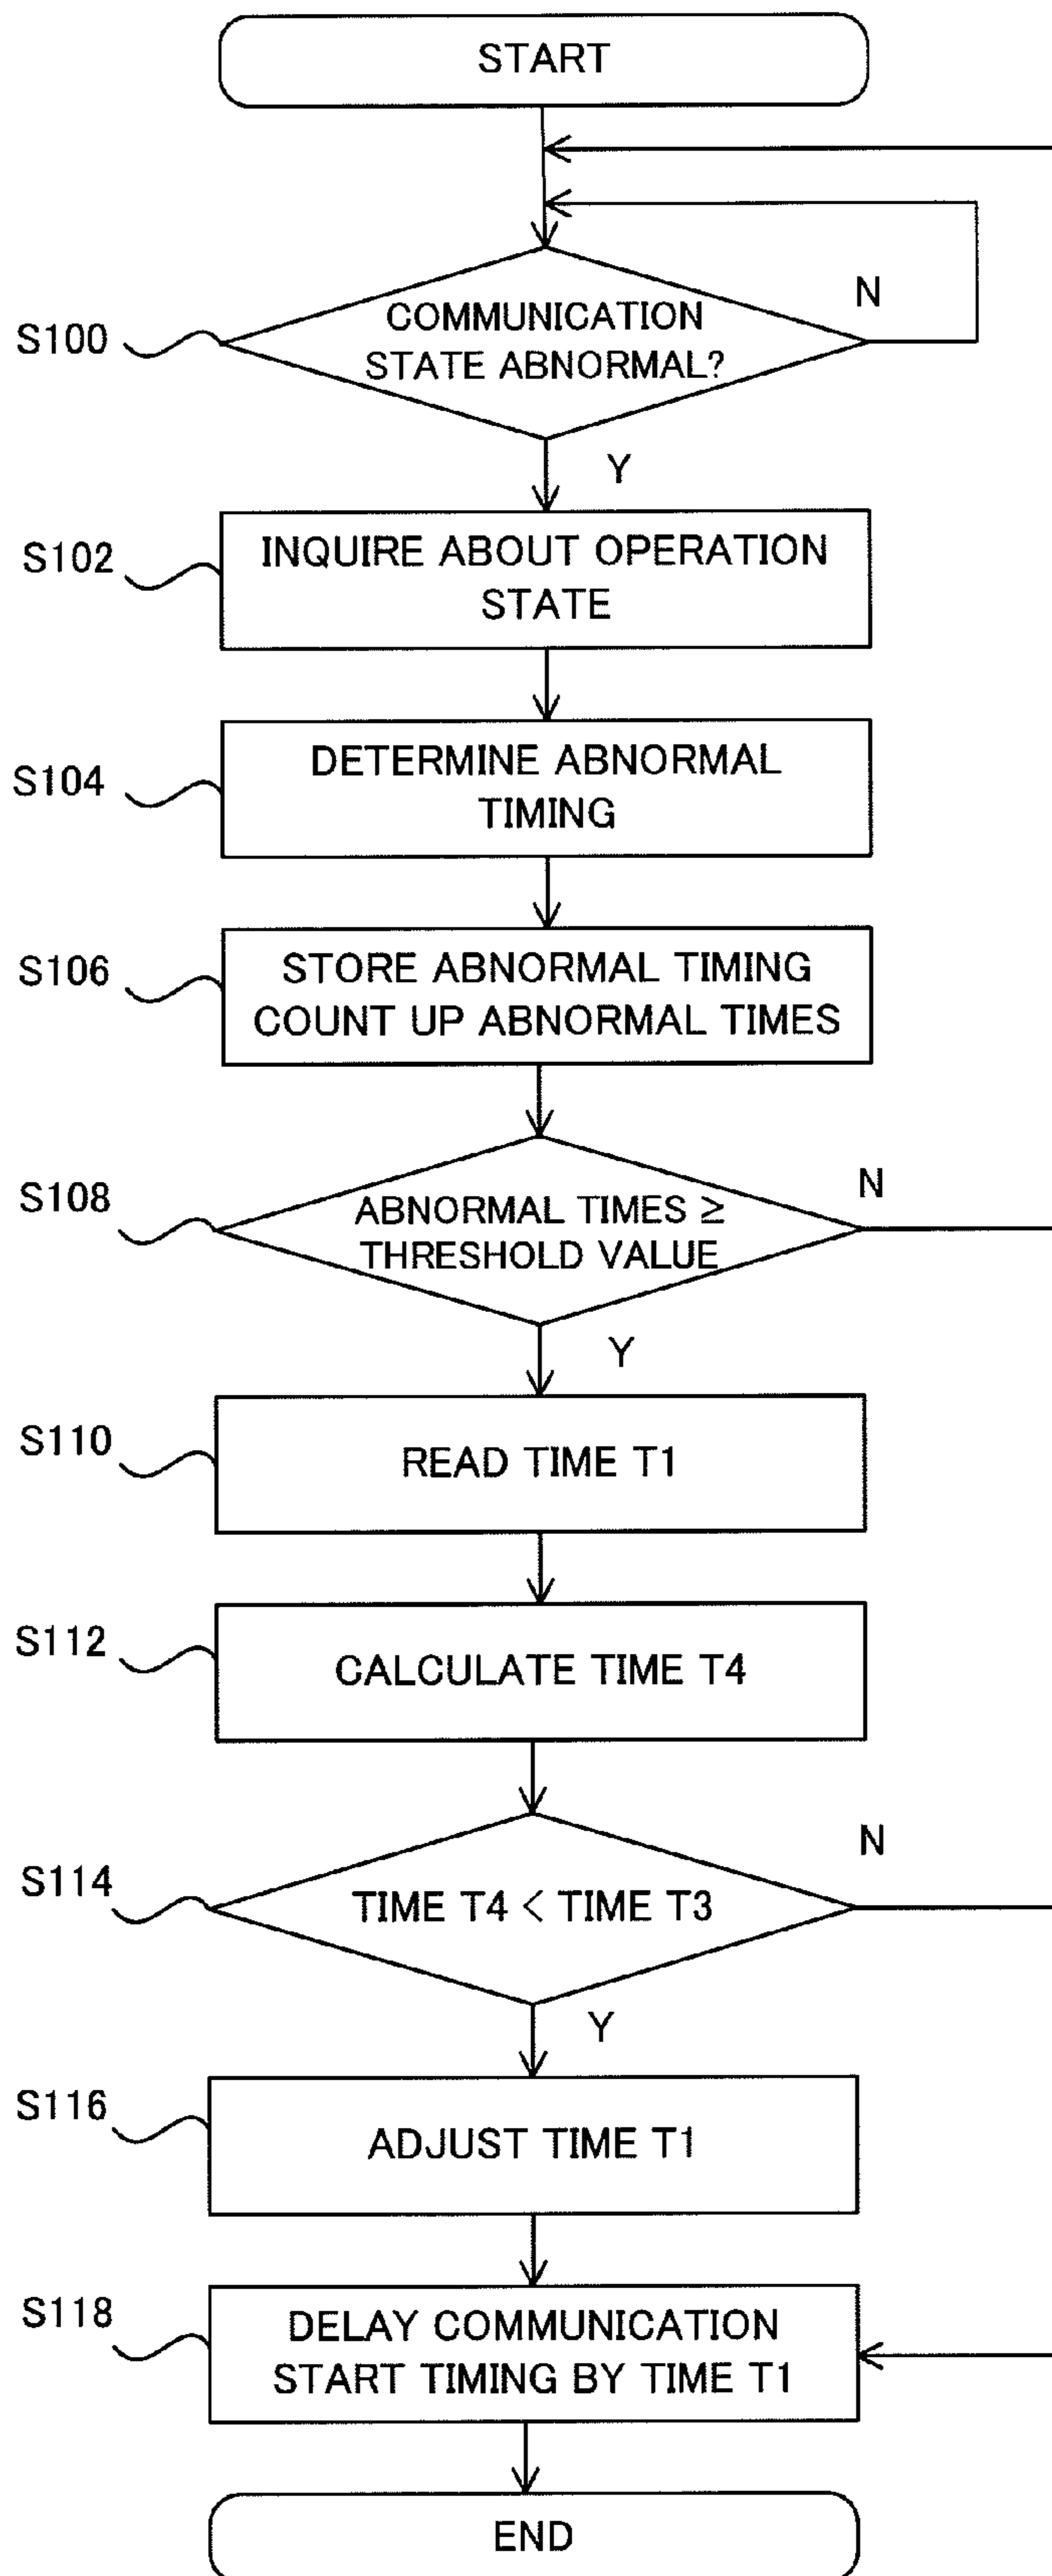 START
COMMUNICATION
STATE ABNORMAL?
N
S100
Y
S102
INQUIRE ABOUT OPERATION
STATE
S104
DETERMINE ABNORMAL
TIMING
S106
STORE ABNORMAL TIMING
COUNT UP ABNORMAL TIMES
S108
ABNORMAL TIMES ≥
THRESHOLD VALUE
N
Y
S110
READ TIME T1
S112
CALCULATE TIME T4
S114
TIME T4 < TIME T3
N
Y
S116
ADJUST TIME T1
S118
DELAY COMMUNICATION
START TIMING BY TIME T1
END